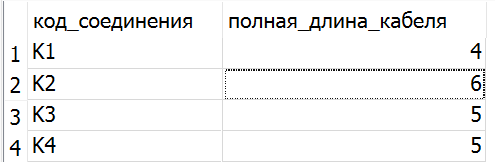 код_соединения полная_длина_кабеля
1 K1 4
2 K2 6
3 K3 5
4 K4 5